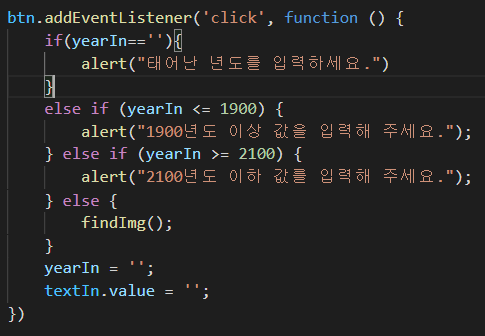 btn.addEventListener('click', function () {
    if(yearIn==''){
        alert("태어난 년도를 입력하세요.")
    }
    else if (yearIn <= 1900) {
        alert("1900년도 이상 값을 입력해 주세요.");
    } else if (yearIn >= 2100) {
        alert("2100년도 이하 값를 입력해 주세요.");
    } else {
        findImg();
    }
    yearIn = '';
    textIn.value = '';
})